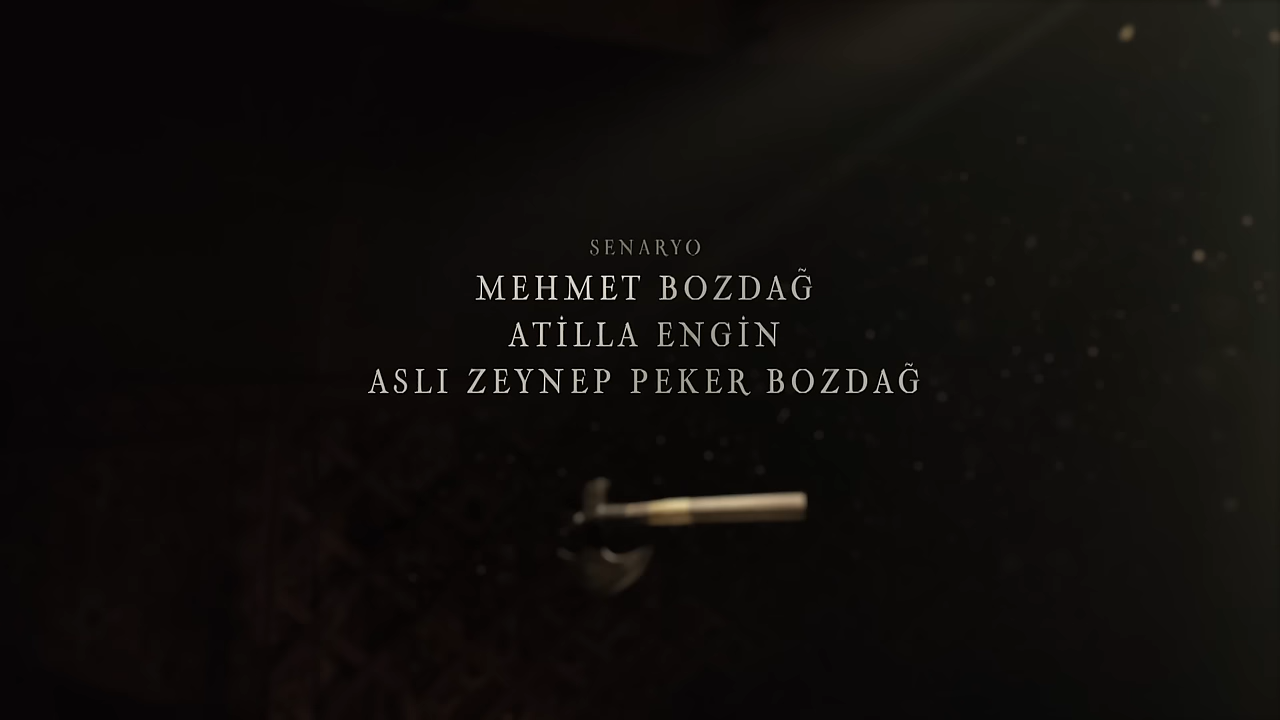 SENARYO
MEHMET BOZDAĞ
ATİLLA ENGİN
ASLI ZEYNEP PEKER BOZDAĞ